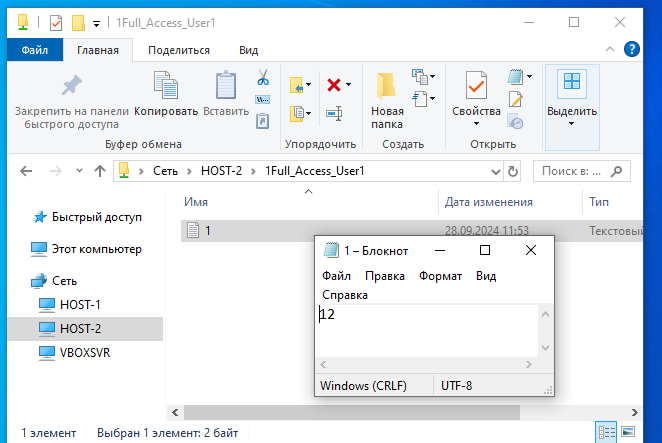 1Full_Access_User1
Файл Главная Поделиться Вид
Закрепить на панели быстрого доступа
Копировать
Вставить
Новая папка
Свойства
Выделить
Буфер обмена
Упорядочить
Создать
Открыть
Сеть HOST-2 1Full_Access_User1
Поиск в: ...
Имя Дата изменения Тип
Быстрый доступ
Этот компьютер
Сеть
HOST-1
HOST-2
VBOXSVR
1 28.09.2024 11:53 Текстовый
1 – Блокнот
Файл Правка Формат Вид
Справка
12
Windows (CRLF) UTF-8
1 элемент Выбран 1 элемент: 2 байт